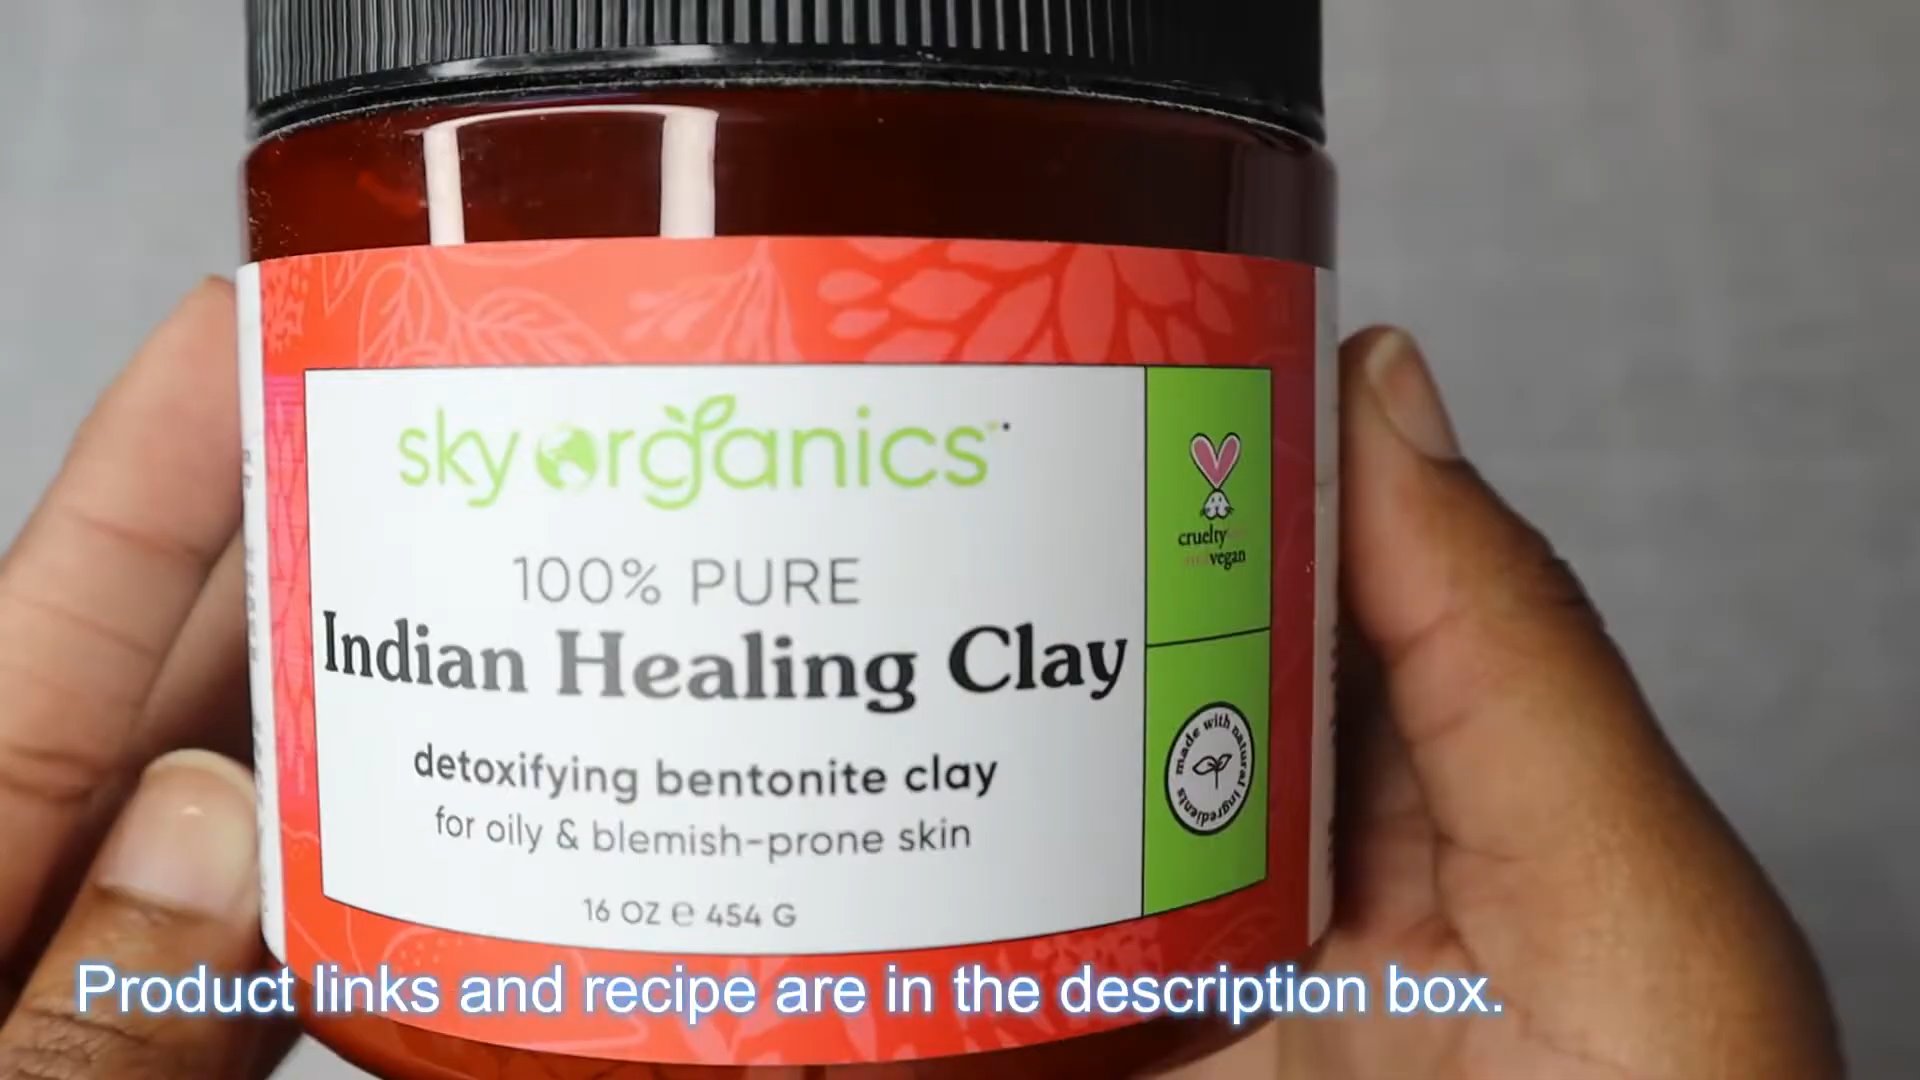 sky organics
100% PURE
Indian Healing Clay
detoxifying bentonite clay
for oily & blemish-prone skin
16 OZ ℮ 454 G
cruelty
vegan
made with natural ingredients
Product links and recipe are in the description box.